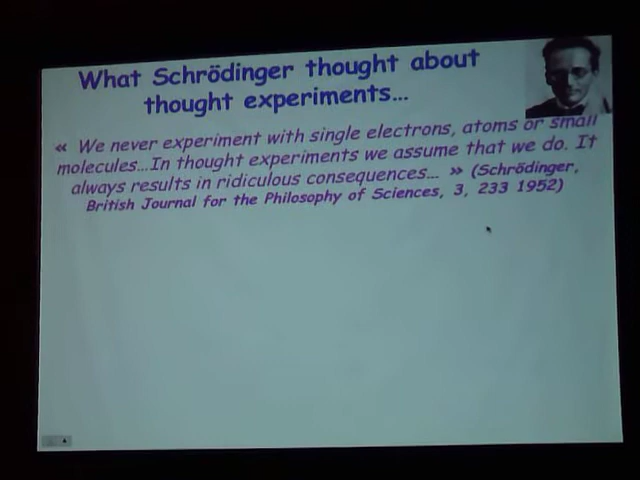 What Schrödinger thought about
thought experiments...
« We never experiment with single electrons, atoms or small
molecules...In thought experiments we assume that we do. It
always results in ridiculous consequences... » (Schrödinger,
British Journal for the Philosophy of Sciences, 3, 233 1952)